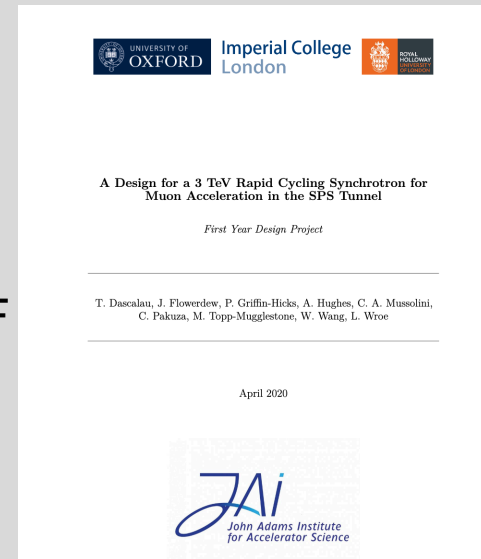 UNIVERSITY OF
OXFORD
Imperial College
London
ROYAL
HOLLOWAY
UNIVERSITY
OF LONDON
A Design for a 3 TeV Rapid Cycling Synchrotron for
Muon Acceleration in the SPS Tunnel
First Year Design Project
T. Dascalau, J. Flowerdew, P. Griffin-Hicks, A. Hughes, C. A. Mussolini,
C. Pakuza, M. Topp-Mugglestone, W. Wang, L. Wroe
April 2020
JAi
John Adams Institute
for Accelerator Science